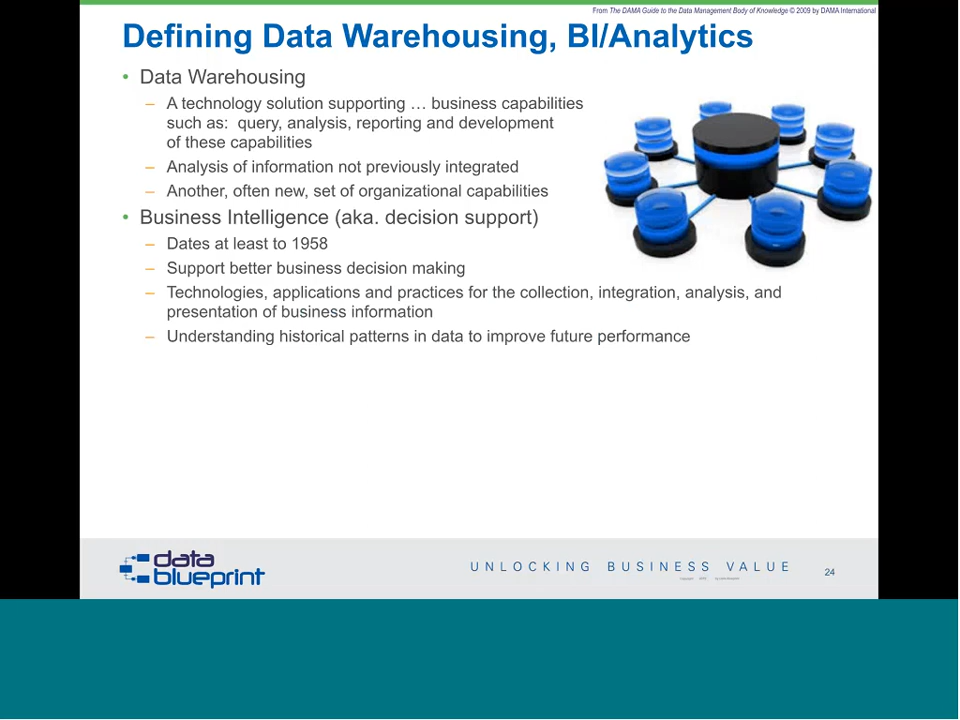 From The DAMA Guide to the Data Management Body of Knowledge © 2009 by DAMA International
Defining Data Warehousing, BI/Analytics
• Data Warehousing
– A technology solution supporting … business capabilities
such as: query, analysis, reporting and development
of these capabilities
– Analysis of information not previously integrated
– Another, often new, set of organizational capabilities
• Business Intelligence (aka. decision support)
– Dates at least to 1958
– Support better business decision making
– Technologies, applications and practices for the collection, integration, analysis, and
presentation of business information
– Understanding historical patterns in data to improve future performance
data
blueprint
UNLOCKING BUSINESS VALUE
24